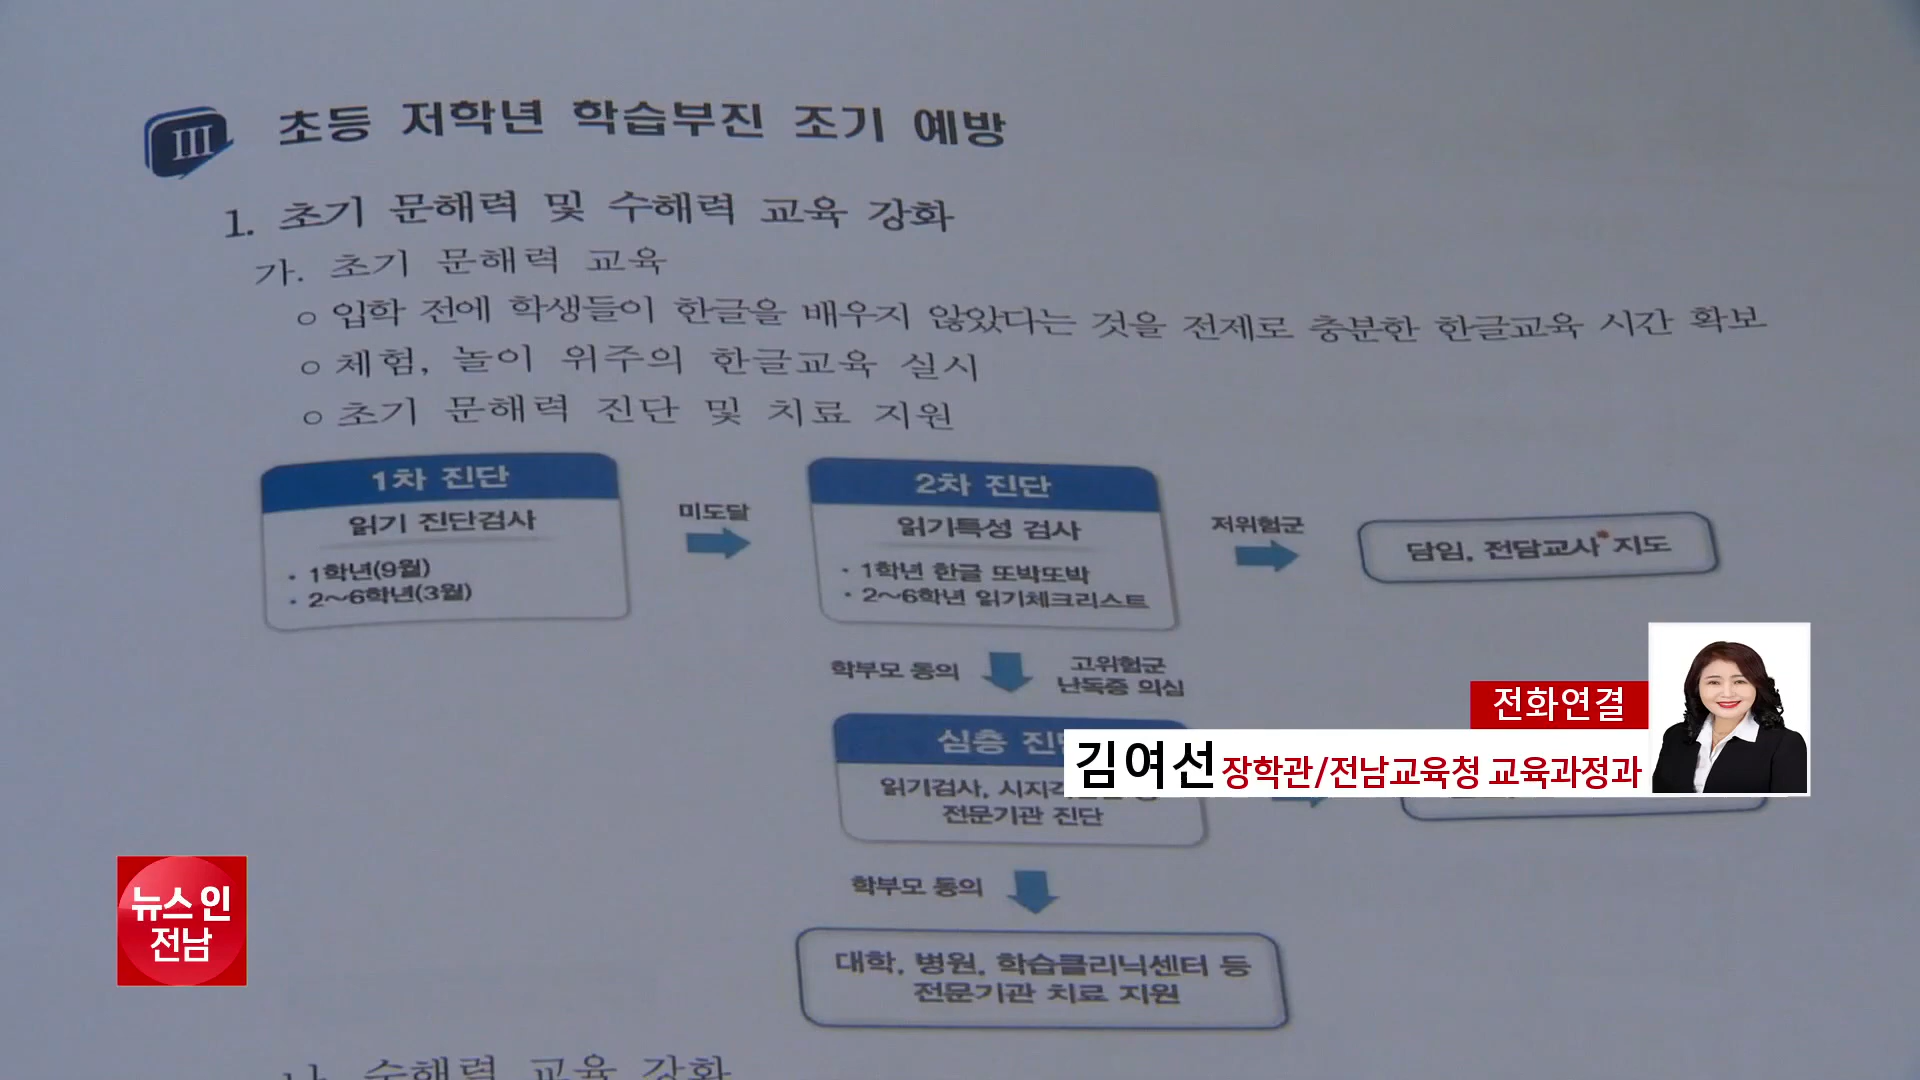 III 초등 저학년 학습부진 조기 예방
1. 초기 문해력 및 수해력 교육 강화
가. 초기 문해력 교육
○ 입학 전에 학생들이 한글을 배우지 않았다는 것을 전제로 충분한 한글교육 시간 확보
○ 체험, 놀이 위주의 한글교육 실시
○ 초기 문해력 진단 및 치료 지원
1차 진단
읽기 진단검사
• 1학년(9월)
• 2~6학년(3월)
미도달
2차 진단
읽기특성 검사
• 1학년 한글 또박또박
• 2~6학년 읽기체크리스트
저위험군
담임, 전담교사 지도
학부모 동의
고위험군
난독증 의심
심층
읽기검사,
전문기관 진단
학부모 동의
대학, 병원, 학습클리닉센터 등
전문기관 치료 지원
나. 수해력 교육 강화
전화연결
김여선 장학관/전남교육청 교육과정과
뉴스인
전남